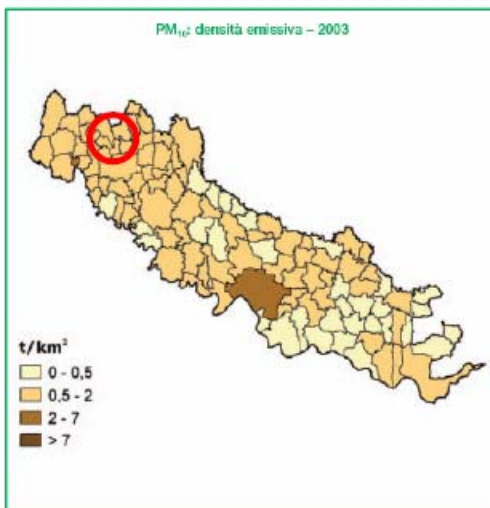 PM₁₀: densità emissiva – 2003
t/km²
0 - 0,5
0,5 - 2
2 - 7
> 7